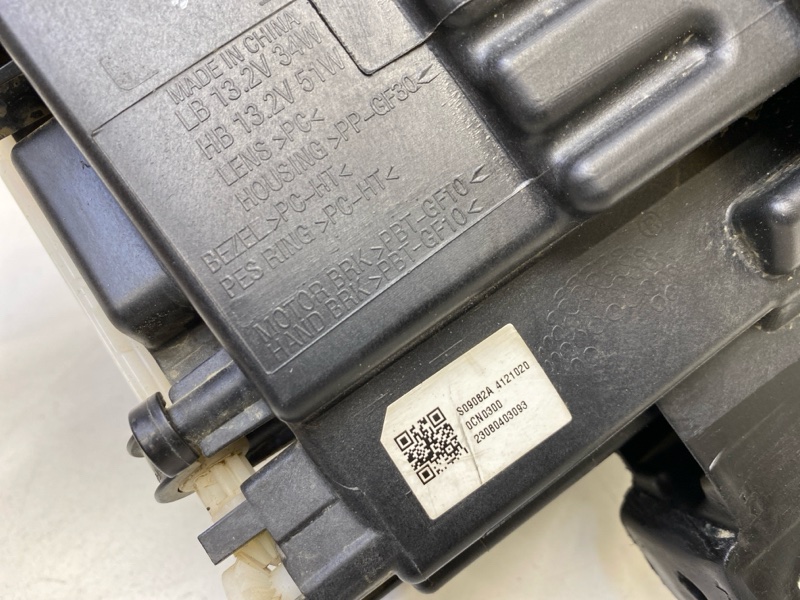 MADE IN CHINA
LB 13.2V 34W
HB 13.2V 51W
LENS >PC<
HOUSING >PP-GF30<
BEZEL>PC-HT<
PES RING >PC-HT<
MOTOR BRK>PBT-GF10<
HAND BRK>PBT-GF10<
S09082A 4121020
0CN0300
23080403093